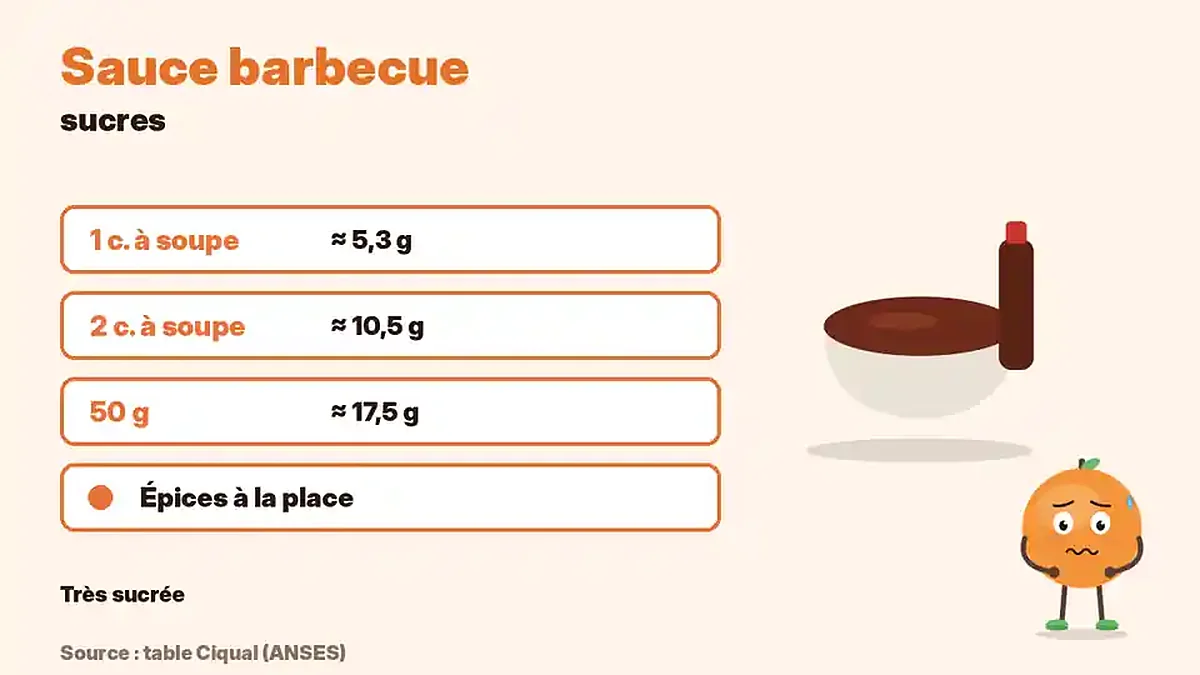 Sauce barbecue
sucres
1 c. à soupe ≈ 5,3 g
2 c. à soupe ≈ 10,5 g
50 g ≈ 17,5 g
Épices à la place
Très sucrée
Source : table Ciqual (ANSES)